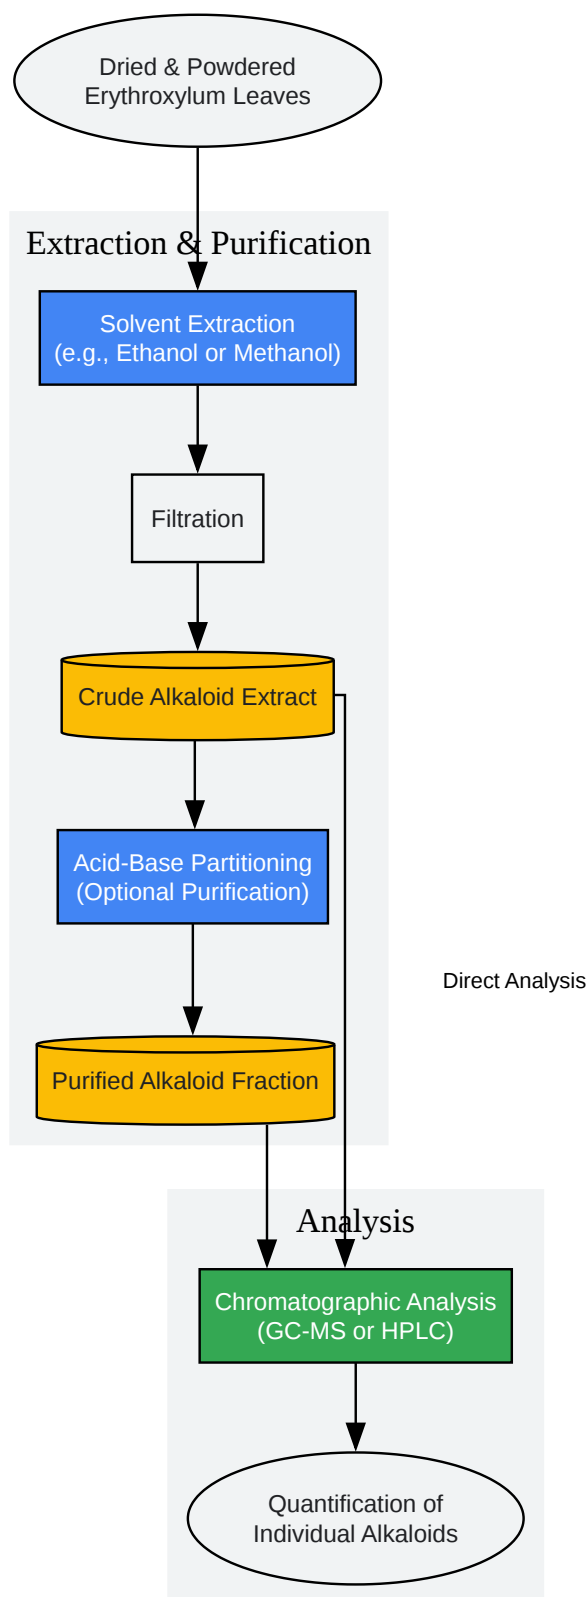 Dried & Powdered
Erythroxylum Leaves
Extraction & Purification
Solvent Extraction
(e.g., Ethanol or Methanol)
Filtration
Crude Alkaloid Extract
Acid-Base Partitioning
(Optional Purification)
Direct Analysis
Purified Alkaloid Fraction
Analysis
Chromatographic Analysis
(GC-MS or HPLC)
Quantification of
Individual Alkaloids